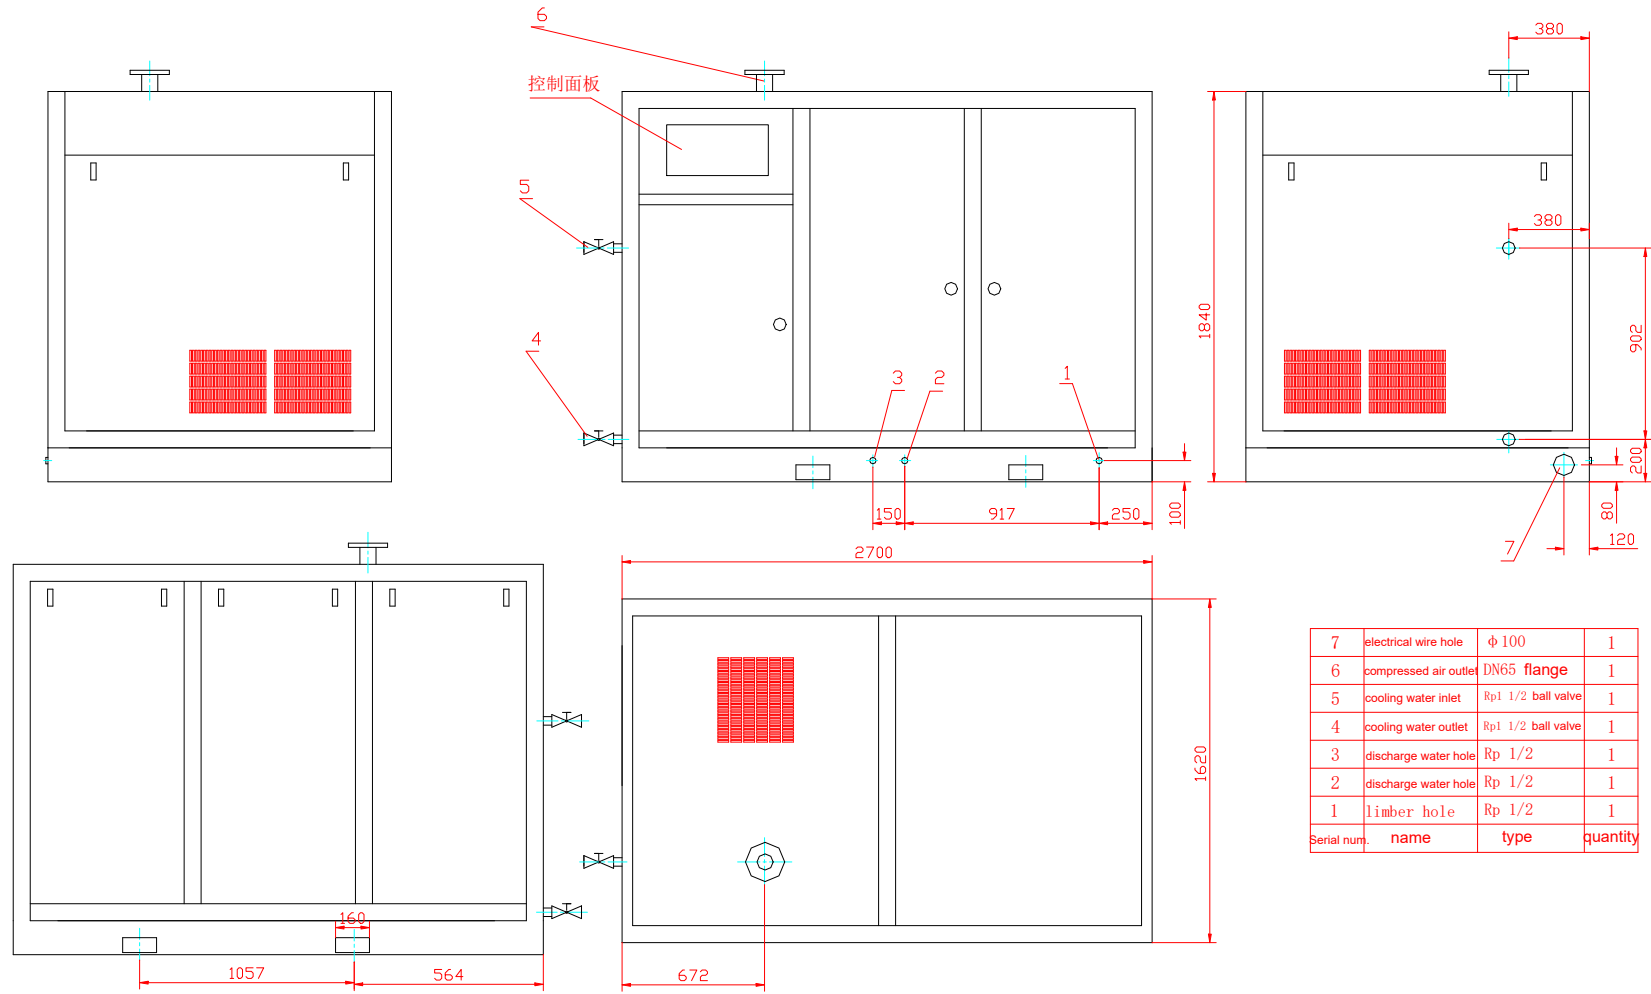 6
控制面板
5
4
3
2
1
150
917
250
100
380
380
1840
902
200
80
120
7
160
1057
564
2700
1620
672
7 electrical wire hole φ100 1
6 compressed air outlet DN65 flange 1
5 cooling water inlet Rp1 1/2 ball valve 1
4 cooling water outlet Rp1 1/2 ball valve 1
3 discharge water hole Rp 1/2 1
2 discharge water hole Rp 1/2 1
1 limber hole Rp 1/2 1
Serial num. name type quantity